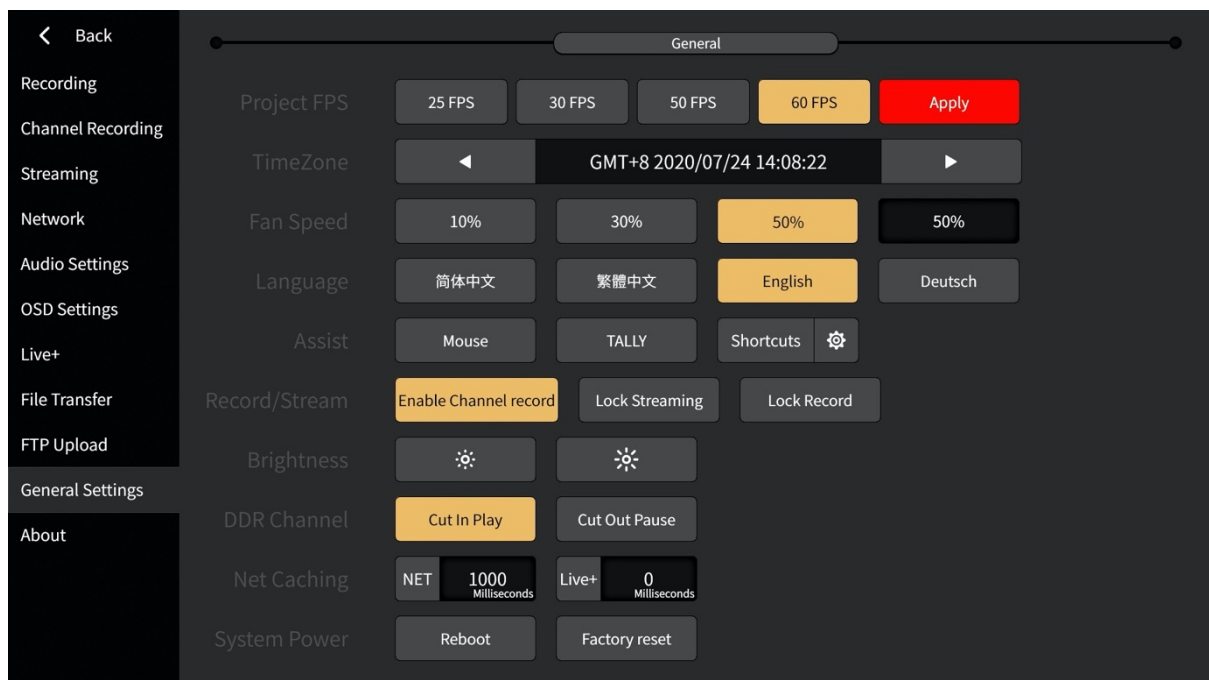 Back
General
Recording
Channel Recording
Streaming
Network
Audio Settings
OSD Settings
Live+
File Transfer
FTP Upload
General Settings
About
Project FPS 25 FPS 30 FPS 50 FPS 60 FPS Apply
TimeZone GMT+8 2020/07/24 14:08:22
Fan Speed 10% 30% 50% 50%
Language 简体中文 繁體中文 English Deutsch
Assist Mouse TALLY Shortcuts
Record/Stream Enable Channel record Lock Streaming Lock Record
Brightness
DDR Channel Cut In Play Cut Out Pause
Net Caching NET 1000 Milliseconds Live+ 0 Milliseconds
System Power Reboot Factory reset